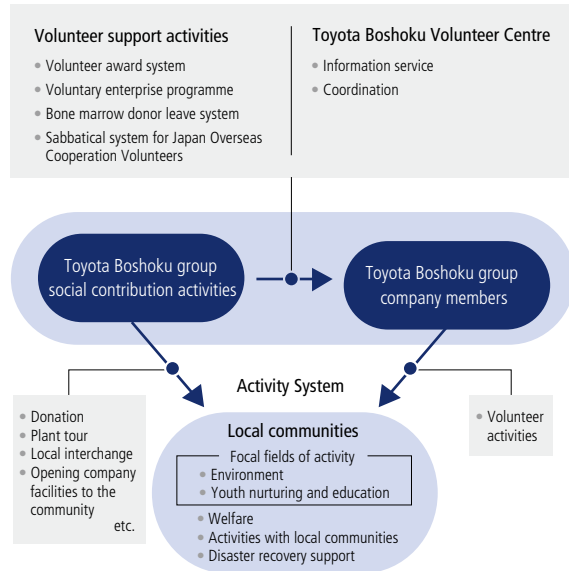 Volunteer support activities
• Volunteer award system
• Voluntary enterprise programme
• Bone marrow donor leave system
• Sabbatical system for Japan Overseas
Cooperation Volunteers
Toyota Boshoku Volunteer Centre
• Information service
• Coordination
Toyota Boshoku group
social contribution activities
Toyota Boshoku group
company members
Activity System
• Donation
• Plant tour
• Local interchange
• Opening company
facilities to the
community
etc.
• Volunteer
activities
Local communities
Focal fields of activity
• Environment
• Youth nurturing and education
• Welfare
• Activities with local communities
• Disaster recovery support